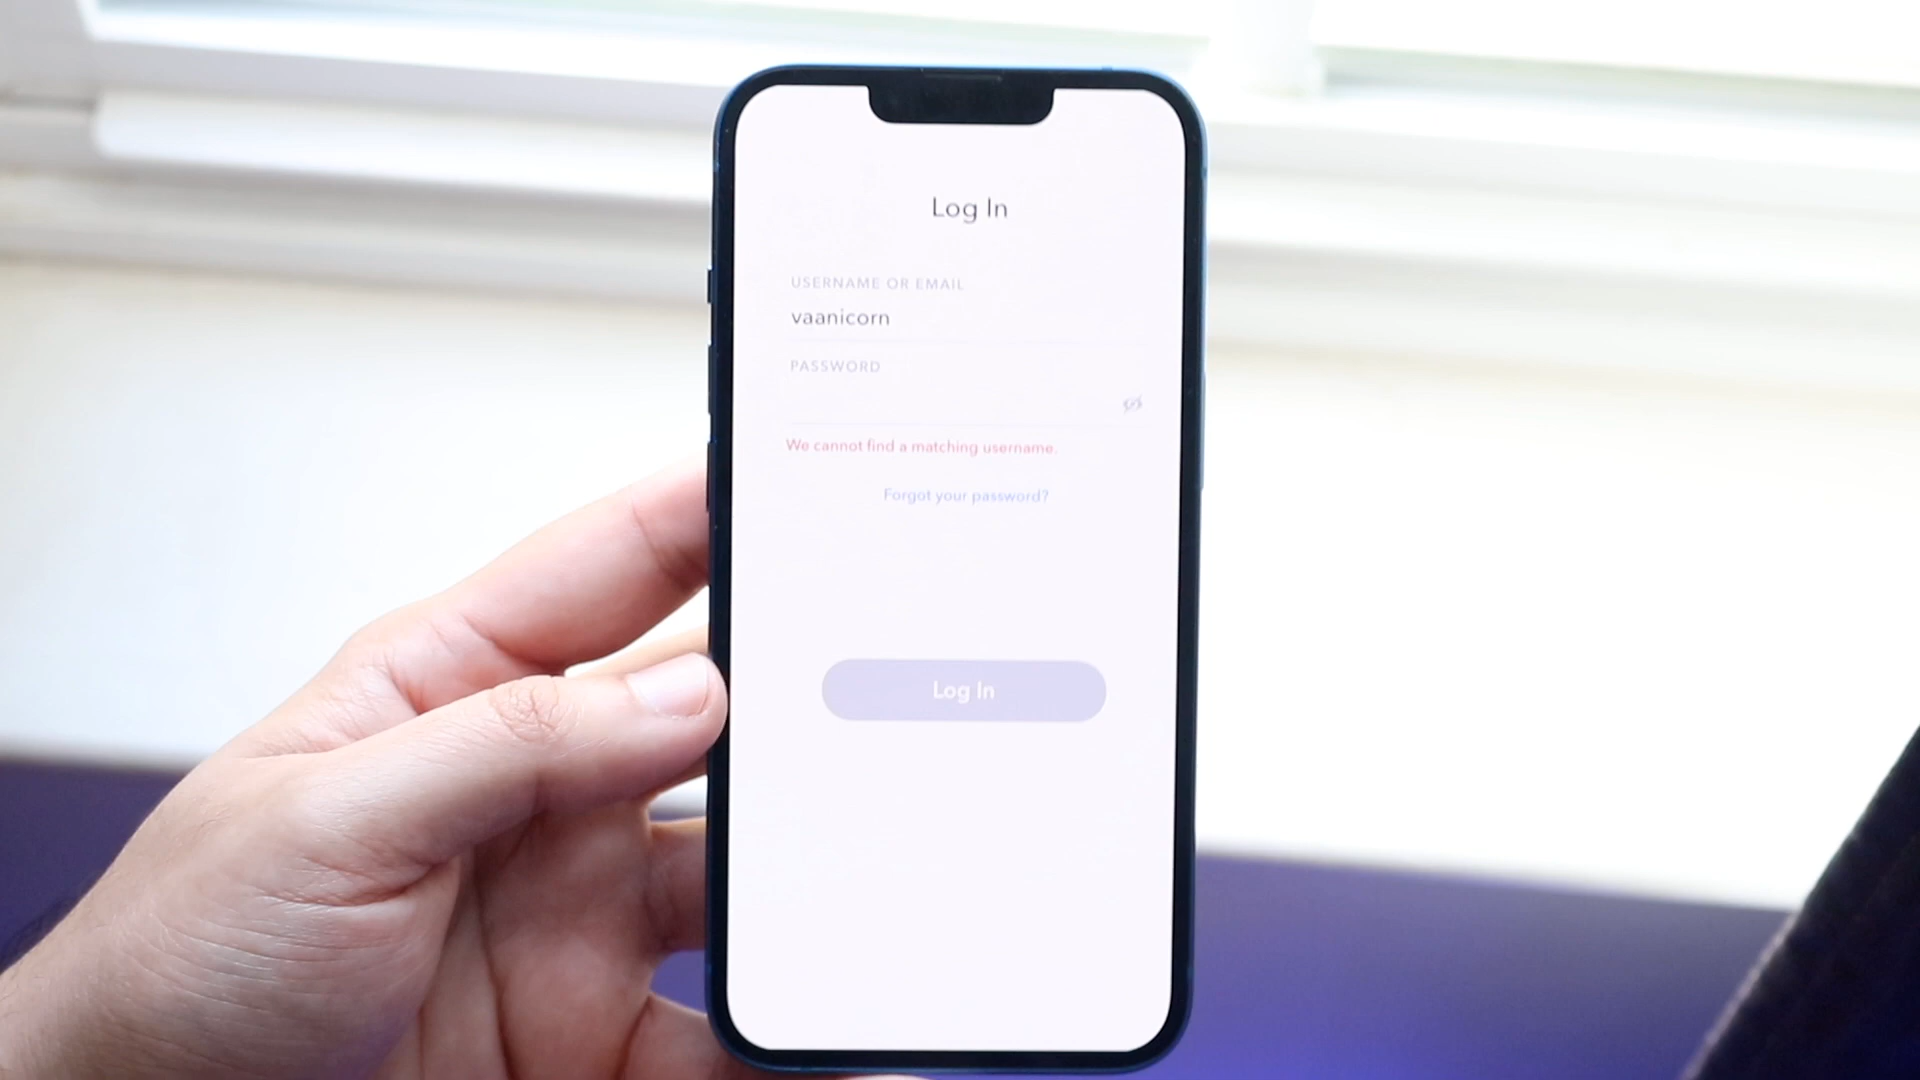 Log In
USERNAME OR EMAIL
vaanicorn
PASSWORD
We cannot find a matching username.
Forgot your password?
Log In